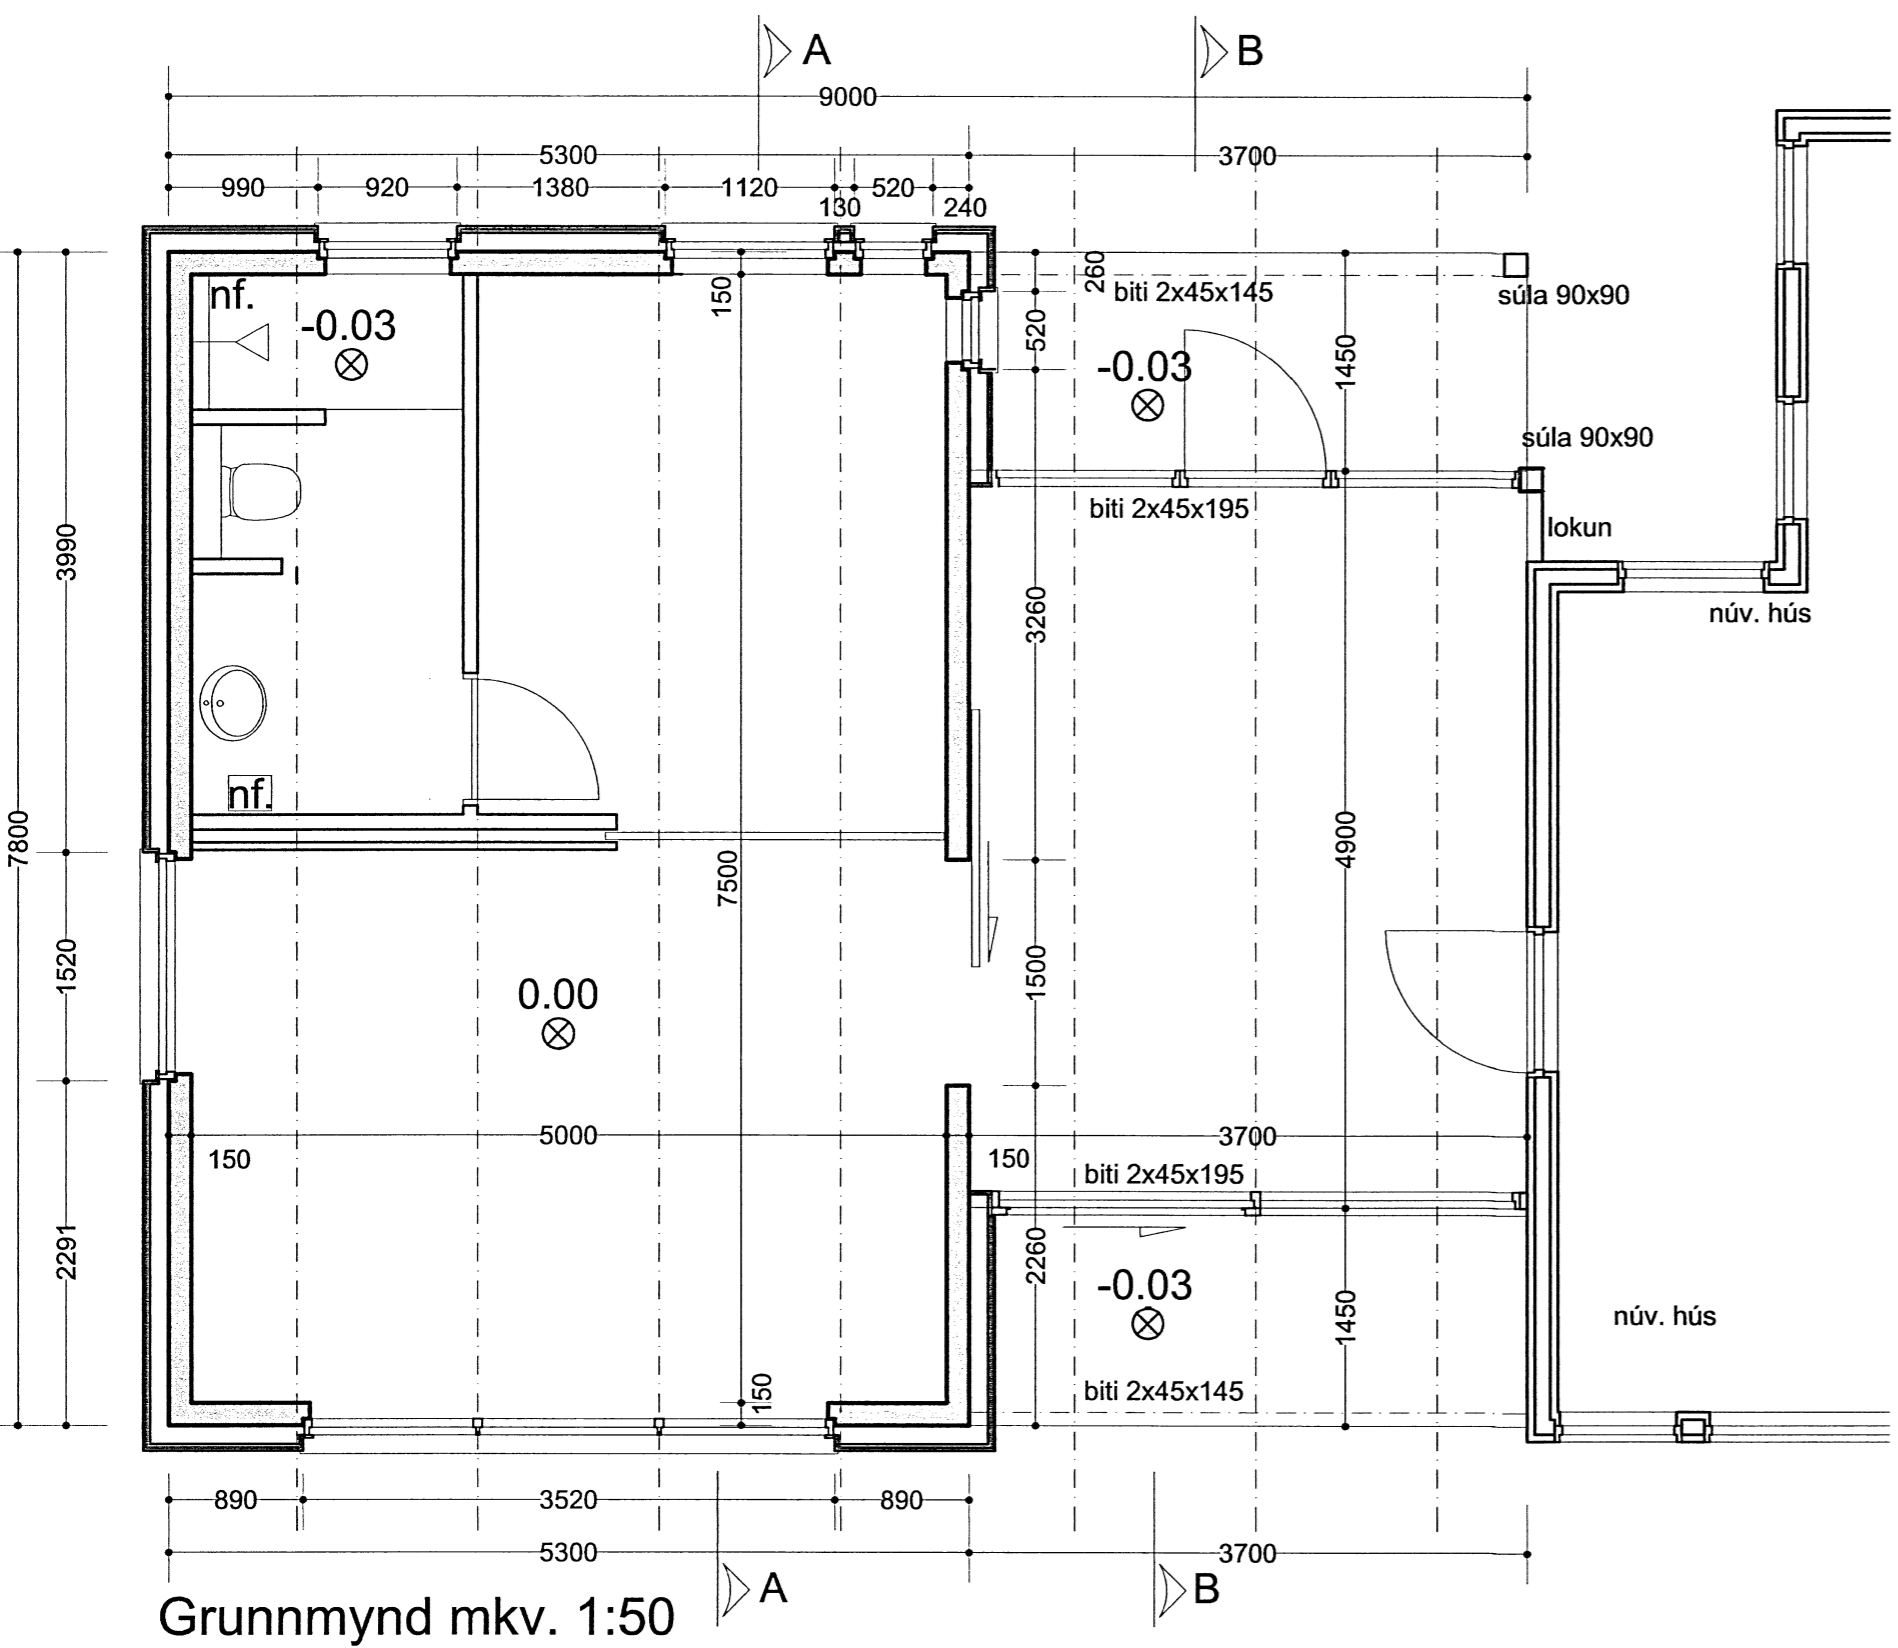 A B
9000
5300 3700
990 920 1380 1120 520
130 240
260
nf. 150 biti 2x45x145 súla 90x90
-0.03 520 1450
-0.03
súla 90x90
biti 2x45x195
3990 lokun
3260 núv. hús
nf.
7800 7500 4900
1520 0.00 1500
5000 3700
150 150 biti 2x45x195
2291 2260
-0.03 1450 núv. hús
150 biti 2x45x145
890 3520 890
5300 3700
A B
Grunnmynd mkv. 1:50